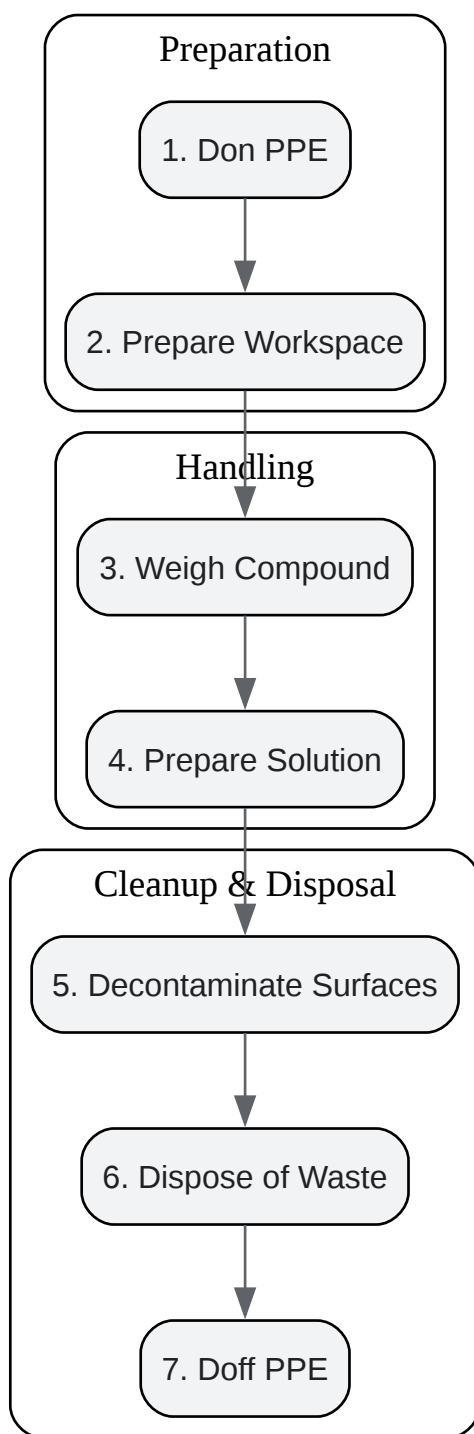 Preparation
1. Don PPE
2. Prepare Workspace
Handling
3. Weigh Compound
4. Prepare Solution
Cleanup & Disposal
5. Decontaminate Surfaces
6. Dispose of Waste
7. Doff PPE